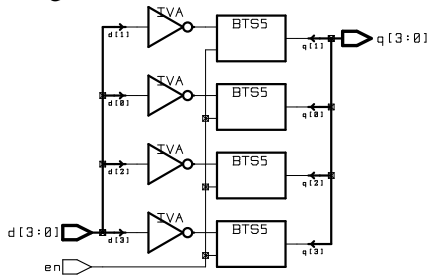 IVA
BTS5
d[1]
q[1]
q[3:0]
IVA
BTS5
d[0]
q[0]
IVA
BTS5
d[2]
q[2]
d[3:0]
IVA
BTS5
d[3]
q[3]
en